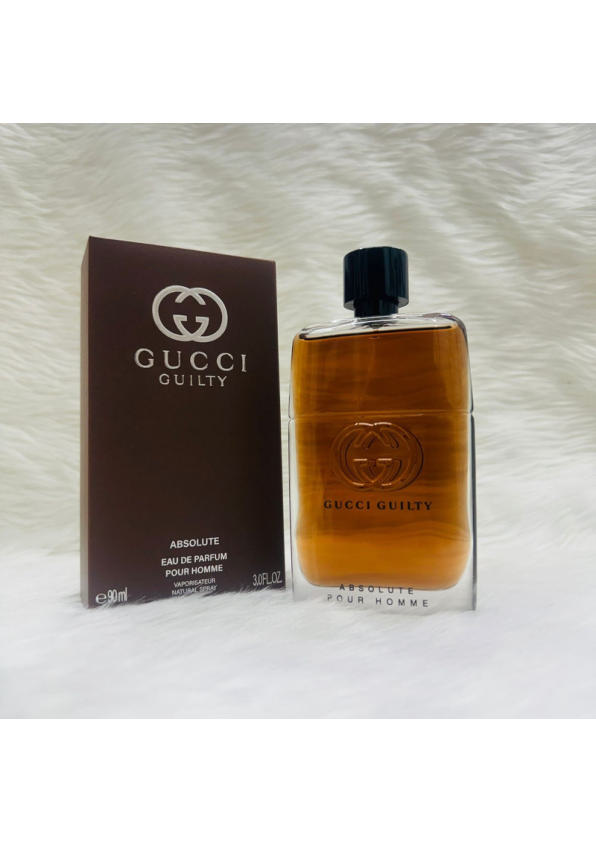 GUCCI
GUILTY
ABSOLUTE
EAU DE PARFUM
POUR HOMME
VAPORISATEUR
NATURAL SPRAY
℮90ml
3.0FL.OZ
GUCCI GUILTY
ABSOLUTE
POUR HOMME